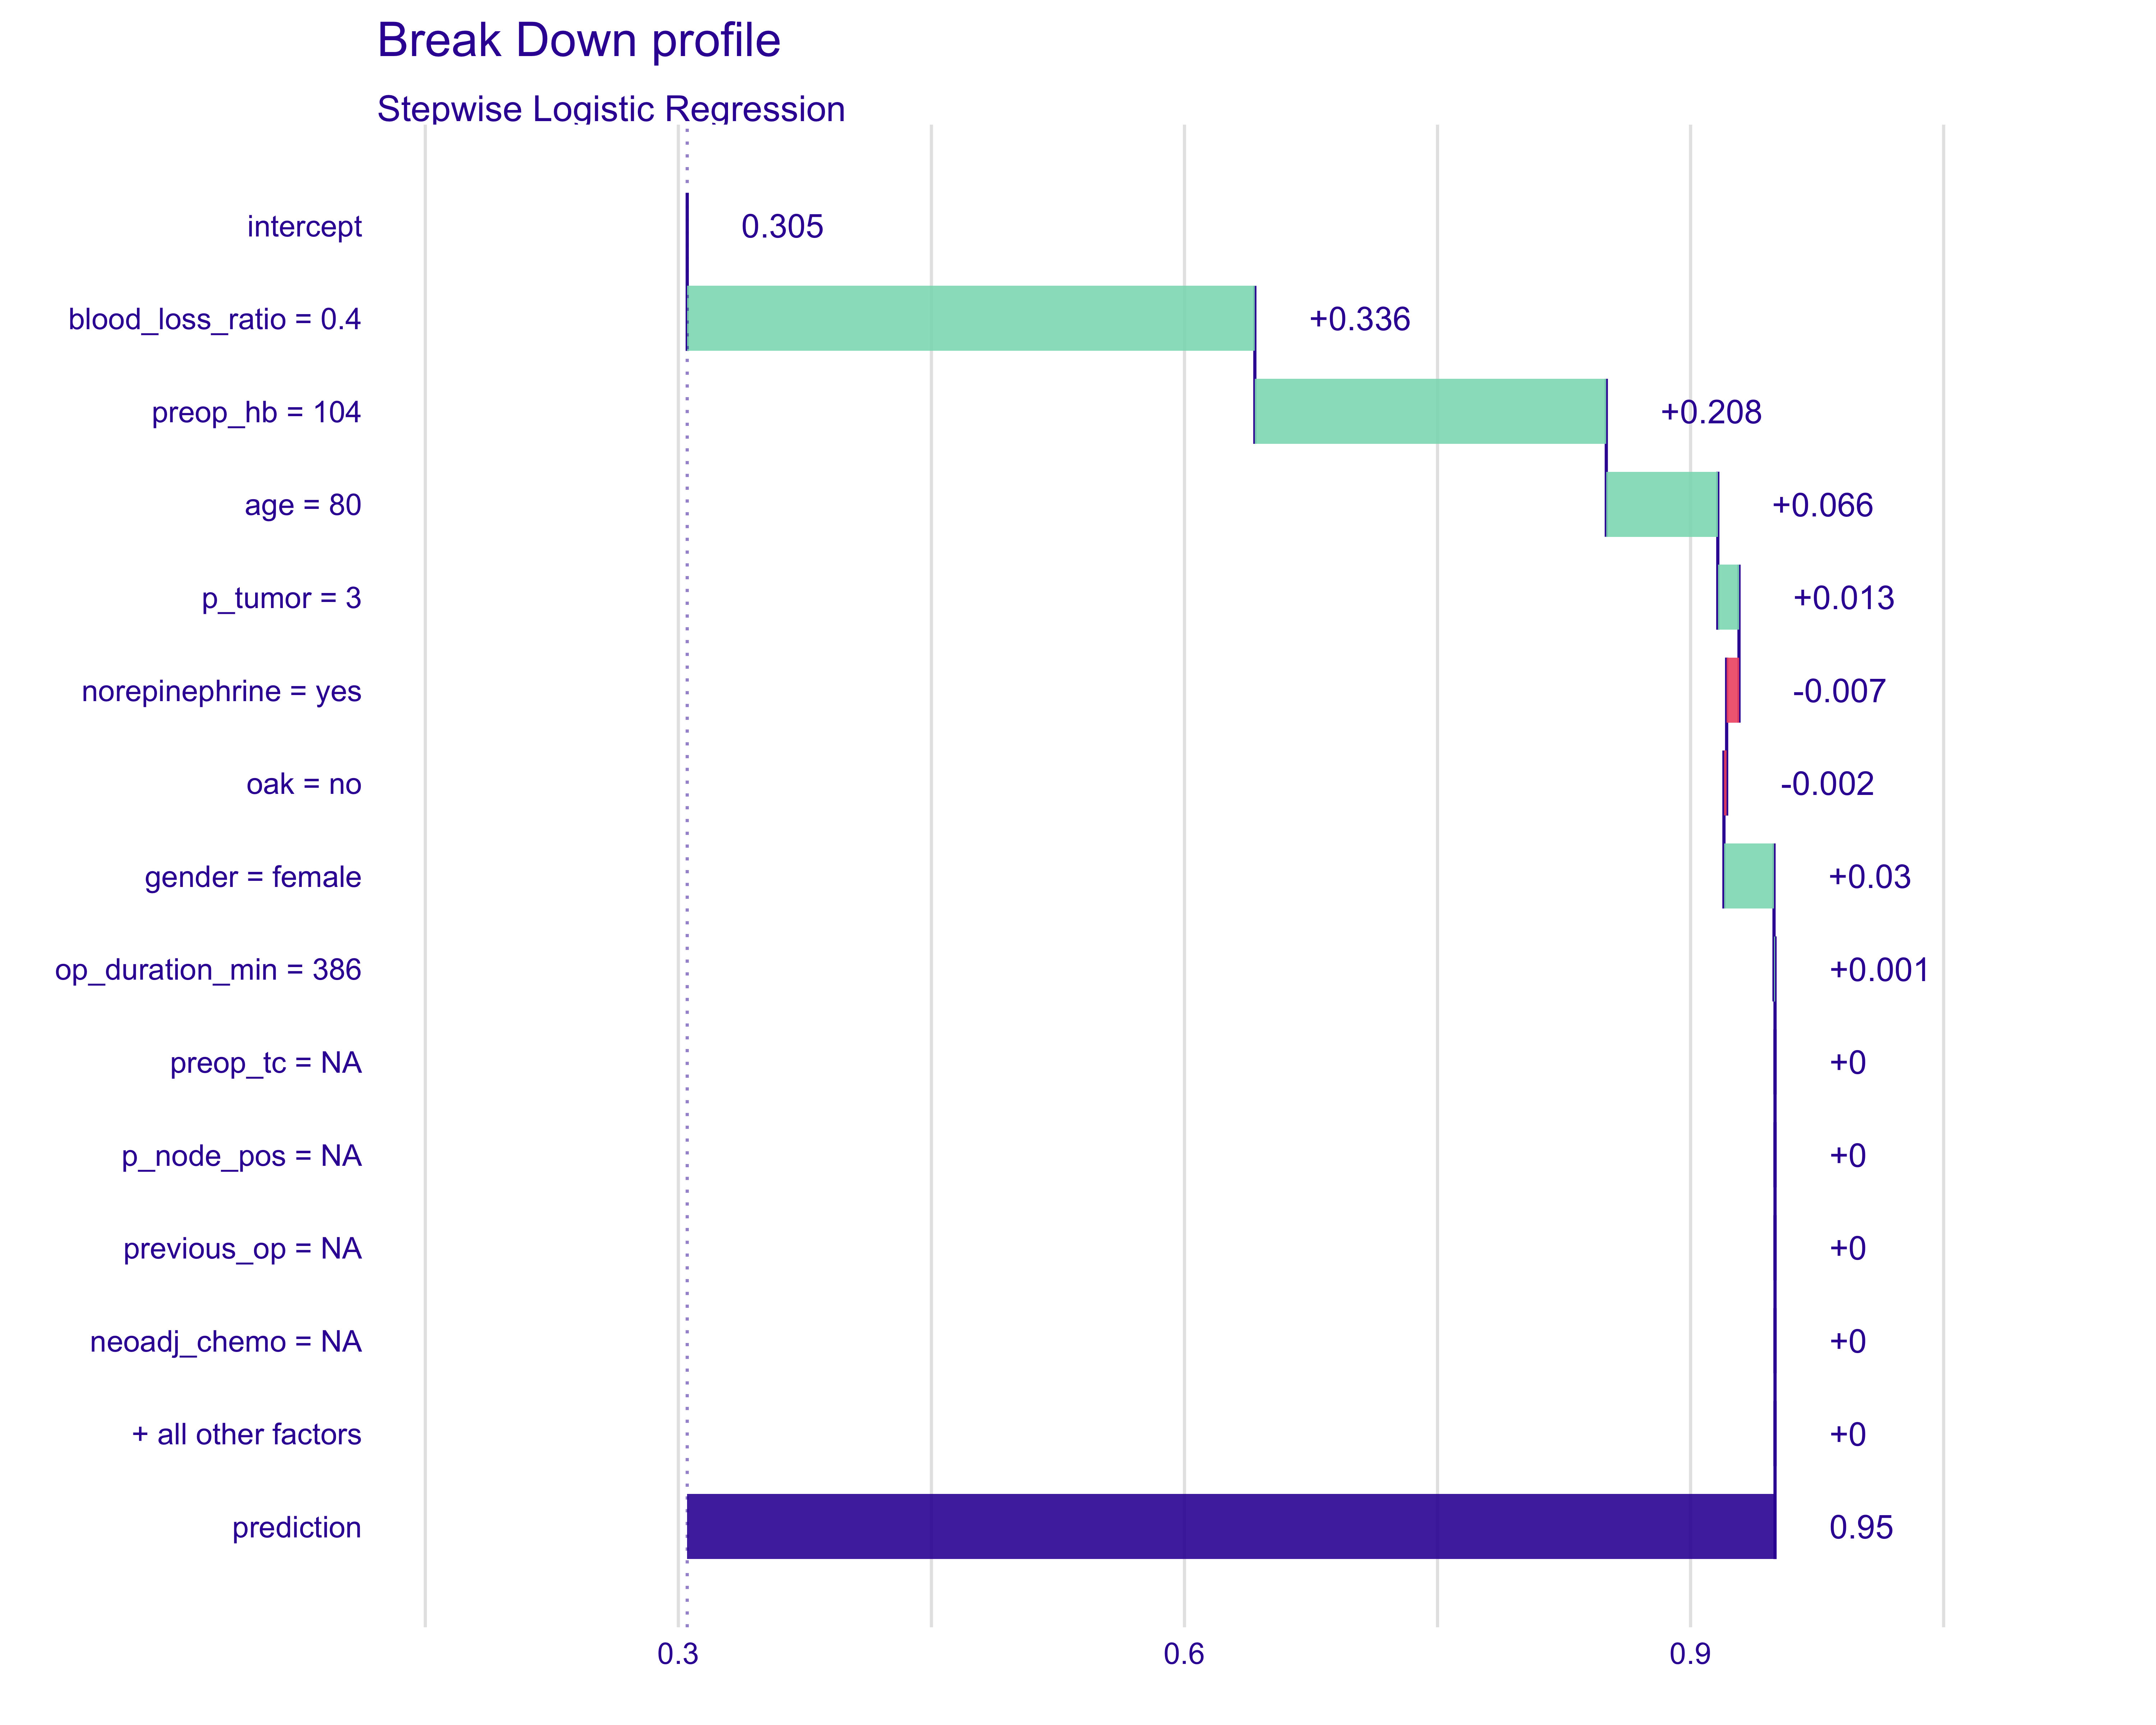 Break Down profile
Stepwise Logistic Regression
intercept 0.305
blood_loss_ratio = 0.4 +0.336
preop_hb = 104 +0.208
age = 80 +0.066
p_tumor = 3 +0.013
norepinephrine = yes -0.007
oak = no -0.002
gender = female +0.03
op_duration_min = 386 +0.001
preop_tc = NA +0
p_node_pos = NA +0
previous_op = NA +0
neoadj_chemo = NA +0
+ all other factors +0
prediction 0.95
0.3 0.6 0.9